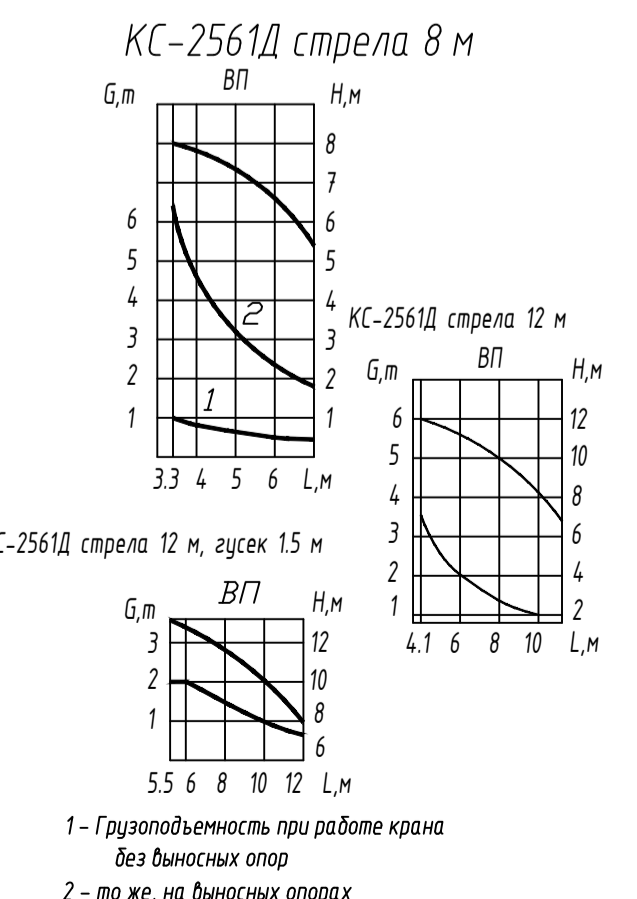 КС-2561Д стрела 8 м
ВП
G,т
H,м
8
7
6
6
5
5
4
4
3
3
2
2
1
1
2
1
3.3 4 5 6 L,м
КС-2561Д стрела 12 м
ВП
G,т
H,м
6
12
5
10
4
8
3
6
2
4
1
2
4.1 6 8 10 L,м
С-2561Д стрела 12 м, гусек 1.5 м
ВП
G,т
H,м
3
12
2
10
1
8
6
5.5 6 8 10 12 L,м
1 - Грузоподъемность при работе крана
без выносных опор
2 - то же, на выносных опорах